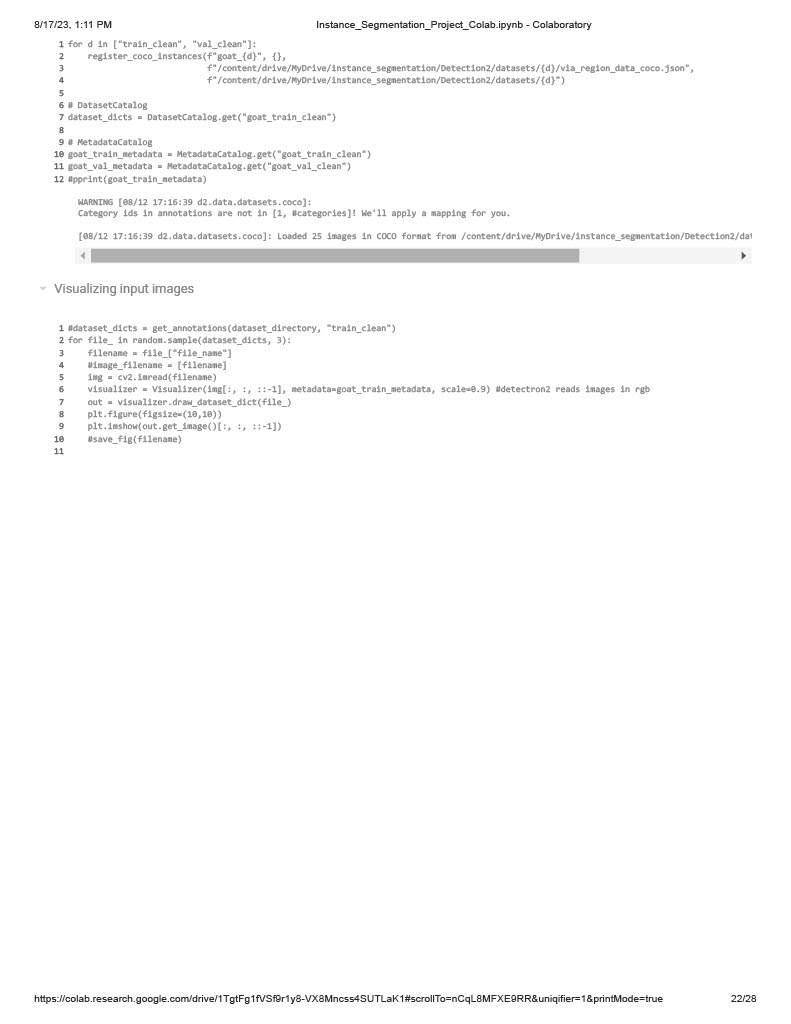 8/17/23, 1:11 PM Instance_Segmentation_Project_Colab.ipynb - Colaboratory
1 for d in ["train_clean", "val_clean"]:
2     register_coco_instances(f"goat_{d}", {},
3                             f"/content/drive/MyDrive/instance_segmentation/Detection2/datasets/{d}/via_region_data_coco.json",
4                             f"/content/drive/MyDrive/instance_segmentation/Detection2/datasets/{d}")
5
6 # DatasetCatalog
7 dataset_dicts = DatasetCatalog.get("goat_train_clean")
8
9 # MetadataCatalog
10 goat_train_metadata = MetadataCatalog.get("goat_train_clean")
11 goat_val_metadata = MetadataCatalog.get("goat_val_clean")
12 #pprint(goat_train_metadata)
WARNING [08/12 17:16:39 d2.data.datasets.coco]:
Category ids in annotations are not in [1, #categories]! We'll apply a mapping for you.
[08/12 17:16:39 d2.data.datasets.coco]: Loaded 25 images in COCO format from /content/drive/MyDrive/instance_segmentation/Detection2/dat
Visualizing input images
1 #dataset_dicts = get_annotations(dataset_directory, "train_clean")
2 for file_ in random.sample(dataset_dicts, 3):
3     filename = file_["file_name"]
4     #image_filename = [filename]
5     img = cv2.imread(filename)
6     visualizer = Visualizer(img[:, :, ::-1], metadata=goat_train_metadata, scale=0.9) #detectron2 reads images in rgb
7     out = visualizer.draw_dataset_dict(file_)
8     plt.figure(figsize=(10,10))
9     plt.imshow(out.get_image()[:, :, ::-1])
10     #save_fig(filename)
11
https://colab.research.google.com/drive/1TgtFg1fVSf9r1y8-VX8Mncss4SUTLaK1#scrollTo=nCqL8MFXE9RR&uniqifier=1&printMode=true 22/28